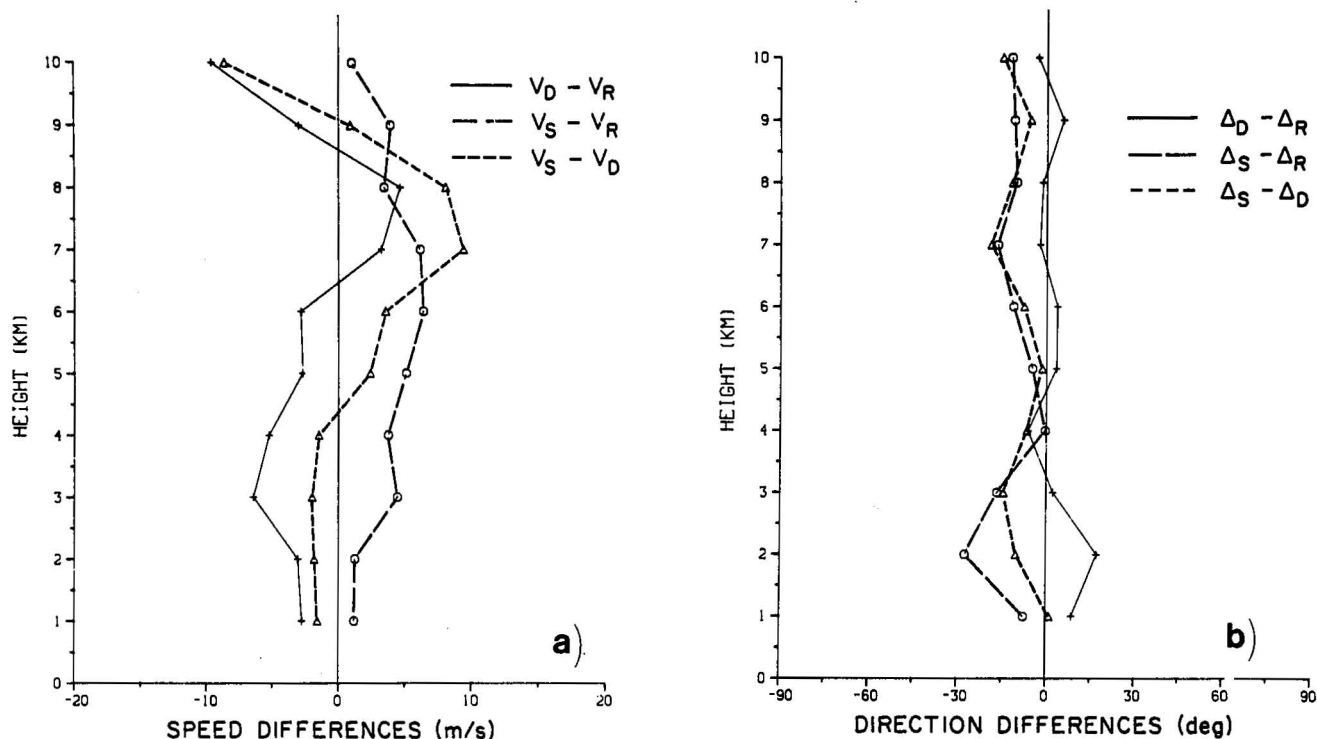 10
9
8
7
6
5
4
3
2
1
0
HEIGHT (KM)
V_D - V_R
V_S - V_R
V_S - V_D
a)
-20
-10
0
10
20
SPEED DIFFERENCES (m/s)
10
9
8
7
6
5
4
3
2
1
0
HEIGHT (KM)
Δ_D - Δ_R
Δ_S - Δ_R
Δ_S - Δ_D
b)
-90
-60
-30
0
30
60
90
DIRECTION DIFFERENCES (deg)